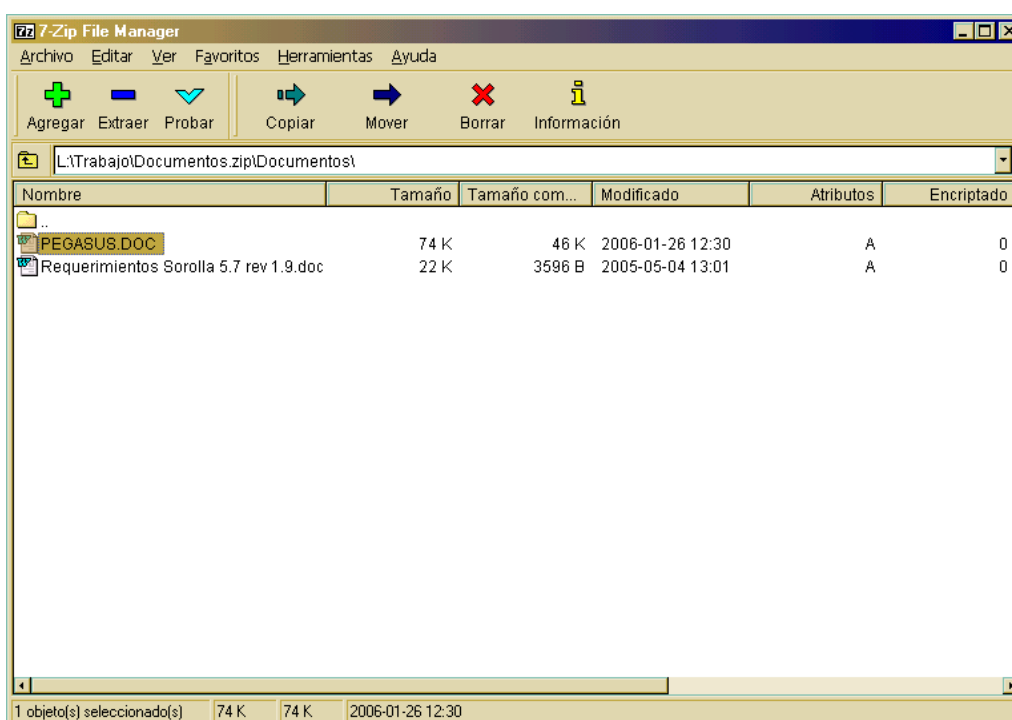 7-Zip File Manager
Archivo Editar Ver Favoritos Herramientas Ayuda
Agregar Extraer Probar Copiar Mover Borrar Información
L:\Trabajo\Documentos.zip\Documentos\
Nombre Tamaño Tamaño com... Modificado Atributos Encriptado
..
PEGASUS.DOC 74 K 46 K 2006-01-26 12:30 A 0
Requerimientos Sorolla 5.7 rev 1.9.doc 22 K 3596 B 2005-05-04 13:01 A 0
1 objeto(s) seleccionado(s) 74 K 74 K 2006-01-26 12:30